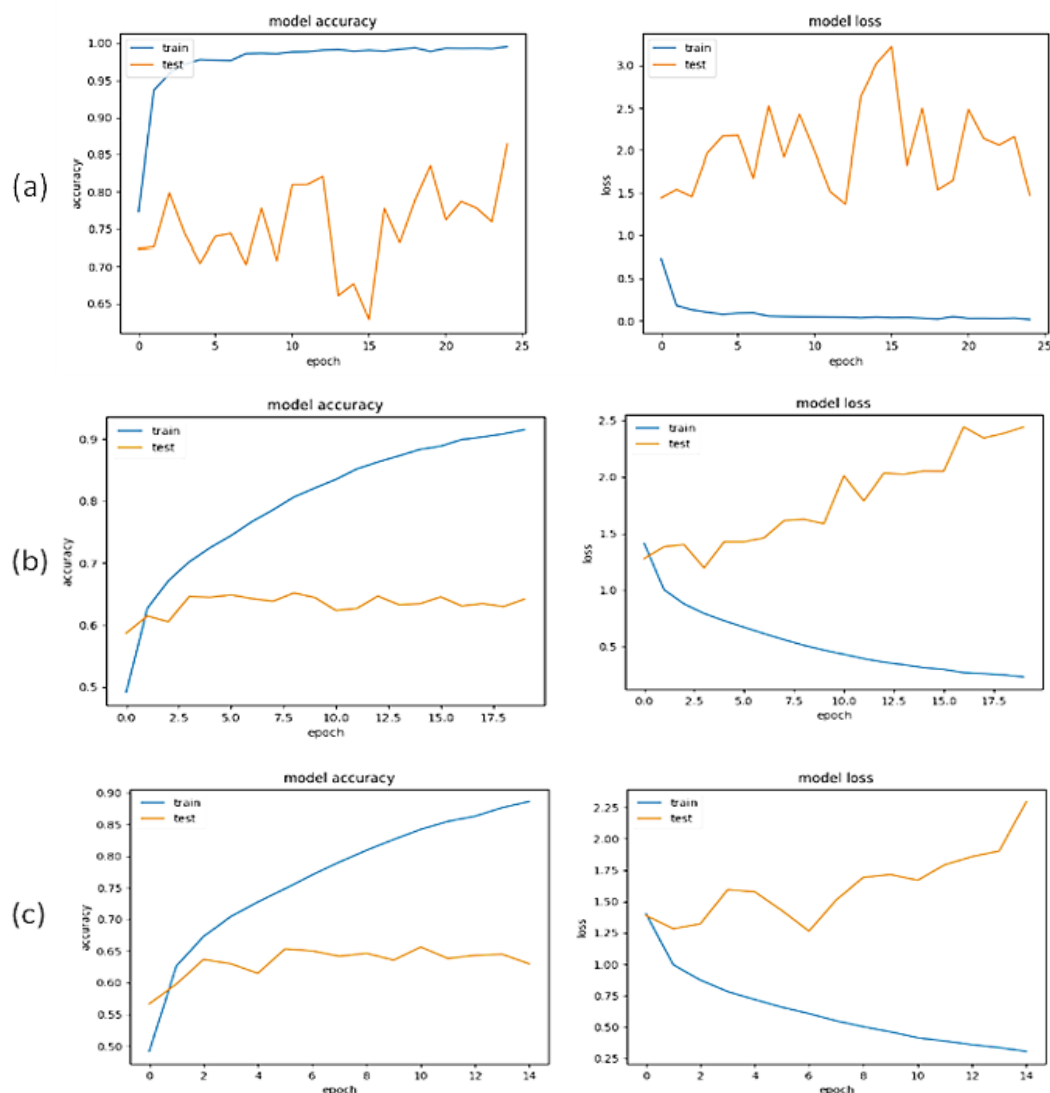 model accuracy
train
test
1.00
0.95
0.90
0.85
0.80
0.75
0.70
0.65
accuracy
0 5 10 15 20 25
epoch
model loss
train
test
3.0
2.5
2.0
1.5
1.0
0.5
0.0
loss
0 5 10 15 20 25
epoch
(a)
model accuracy
train
test
0.9
0.8
0.7
0.6
0.5
accuracy
0.0 2.5 5.0 7.5 10.0 12.5 15.0 17.5
epoch
model loss
train
test
2.5
2.0
1.5
1.0
0.5
loss
0.0 2.5 5.0 7.5 10.0 12.5 15.0 17.5
epoch
(b)
model accuracy
train
test
0.90
0.85
0.80
0.75
0.70
0.65
0.60
0.55
0.50
accuracy
0 2 4 6 8 10 12 14
epoch
model loss
train
test
2.25
2.00
1.75
1.50
1.25
1.00
0.75
0.50
0.25
loss
0 2 4 6 8 10 12 14
epoch
(c)